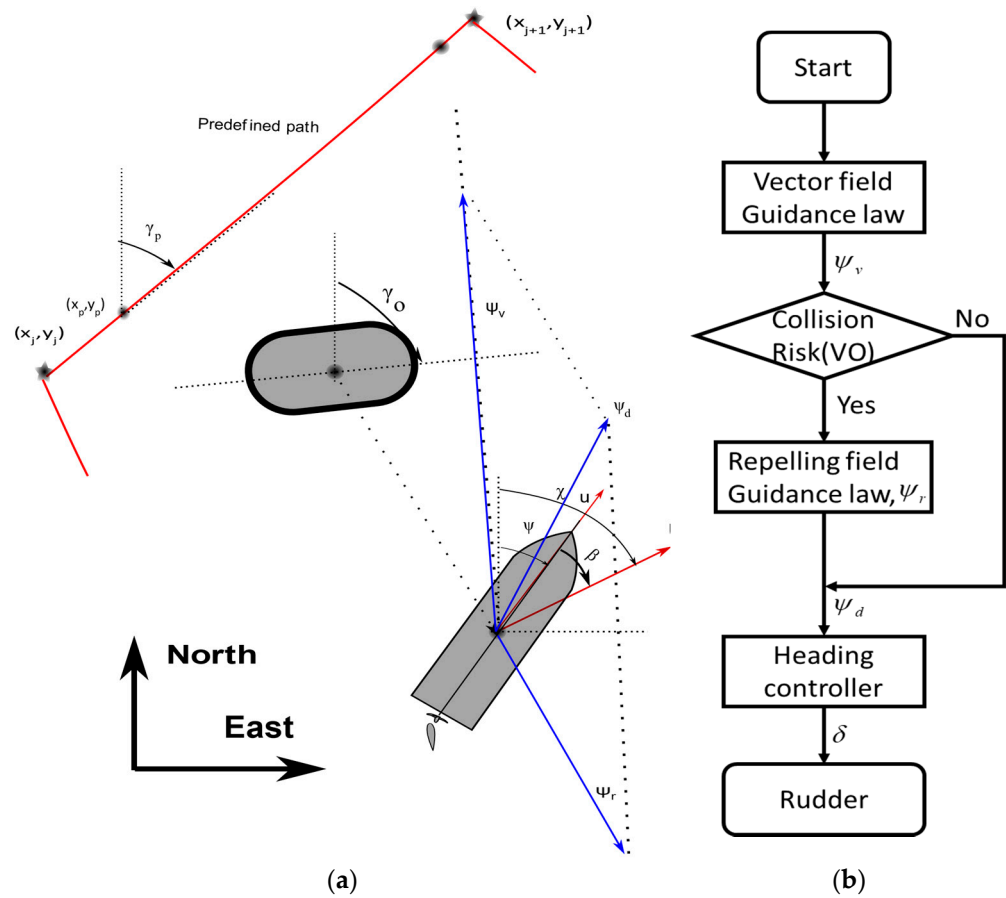 (x_{j+1},y_{j+1})
Predefined path
γ_p
(x_p,y_p)
(x_j,y_j)
γ_o
Ψ_v
Ψ_d
χ
u
ψ
β
North
East
Ψ_r
(a)
Start
Vector field
Guidance law
ψ_v
Collision
Risk(VO)
No
Yes
Repelling field
Guidance law,ψ_r
ψ_d
Heading
controller
δ
Rudder
(b)